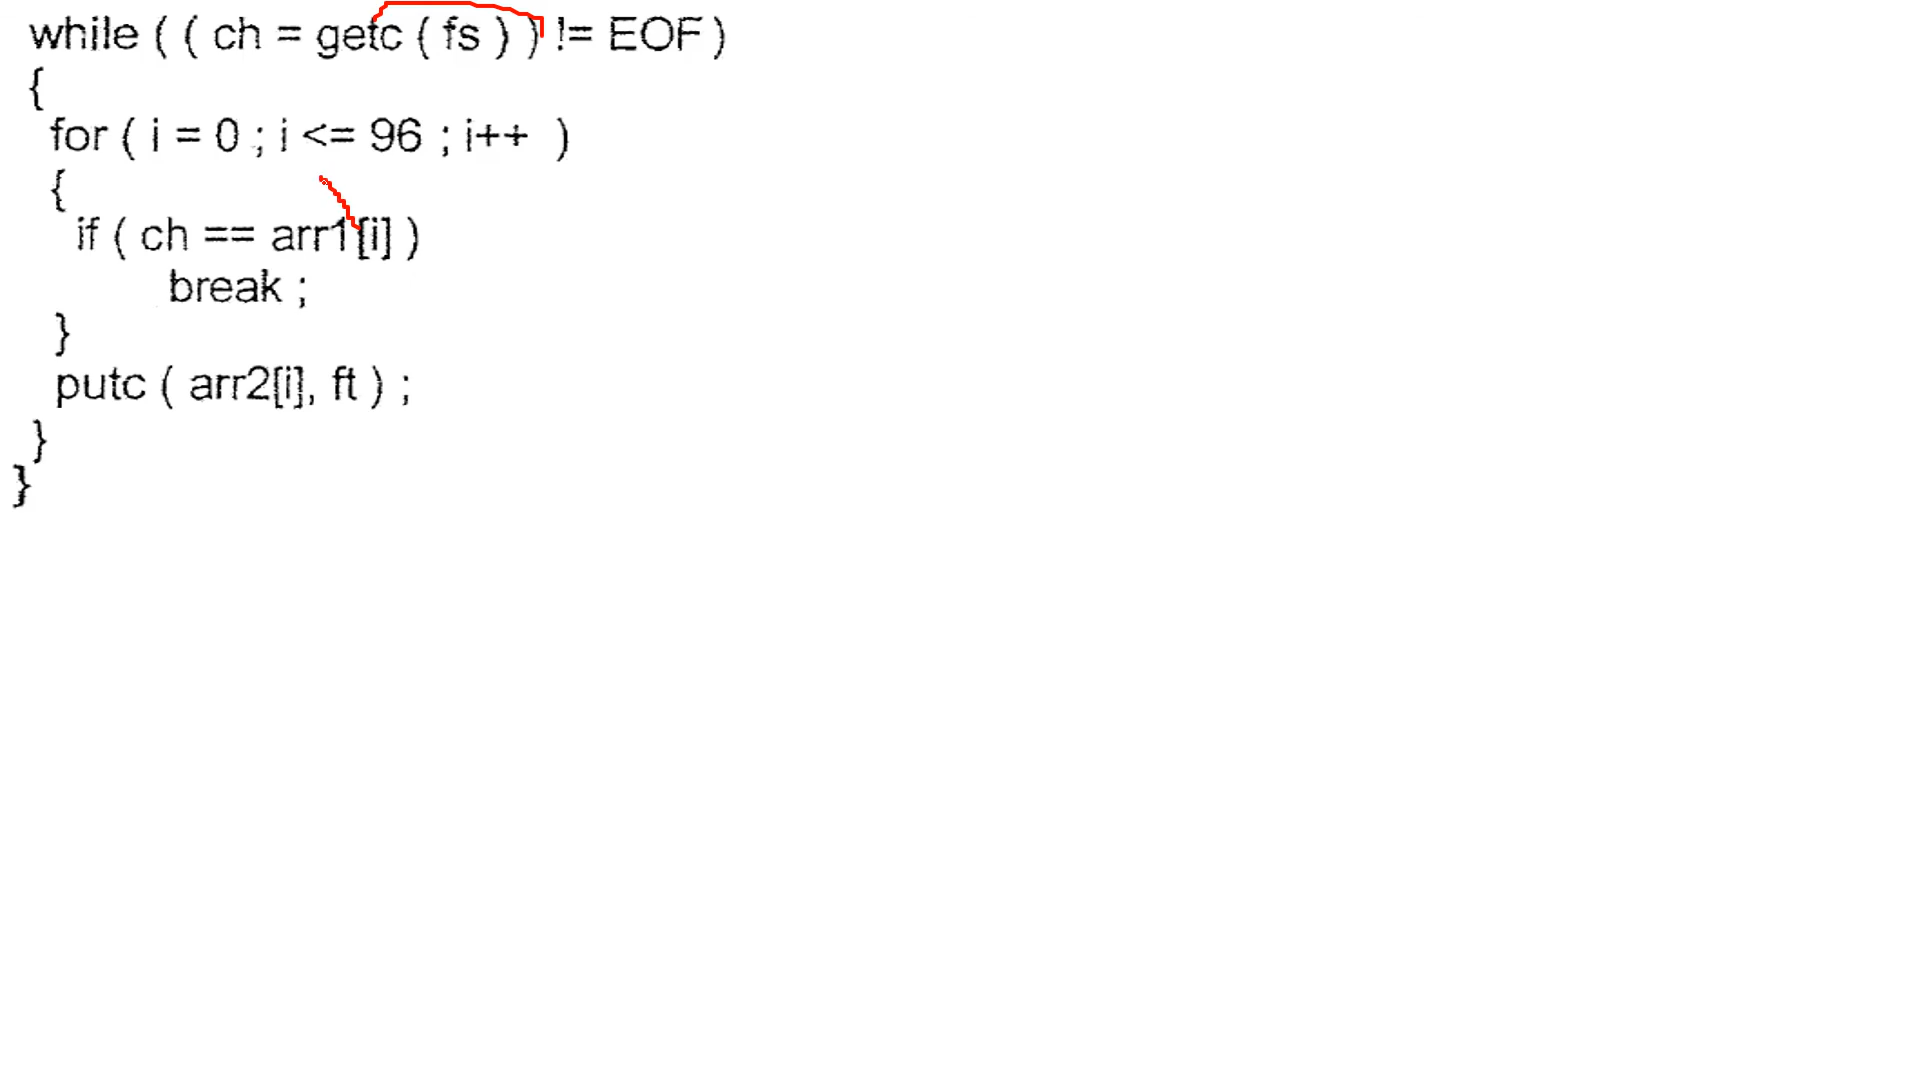 while ( ( ch = getc ( fs ) ) != EOF )
{
for ( i = 0 ; i <= 96 ; i++ )
{
if ( ch == arr1[i] )
break ;
}
putc ( arr2[i], ft ) ;
}
}